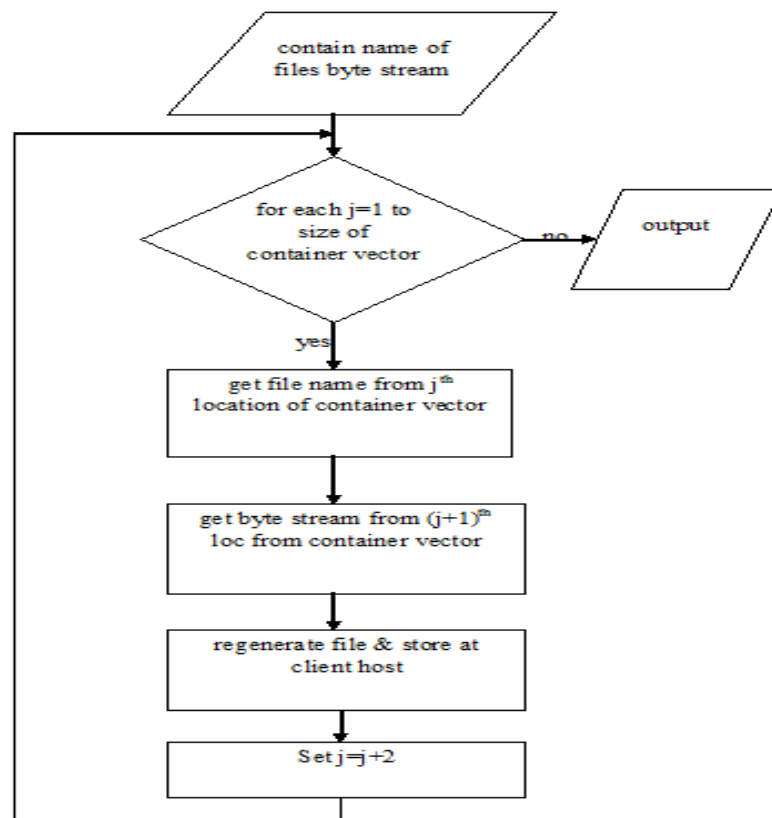 contain name of
files byte stream
for each j=1 to
size of
container vector
no
output
yes
get file name from jth
location of container vector
get byte stream from (j+1)th
loc from container vector
regenerate file & store at
client host
Set j=j+2